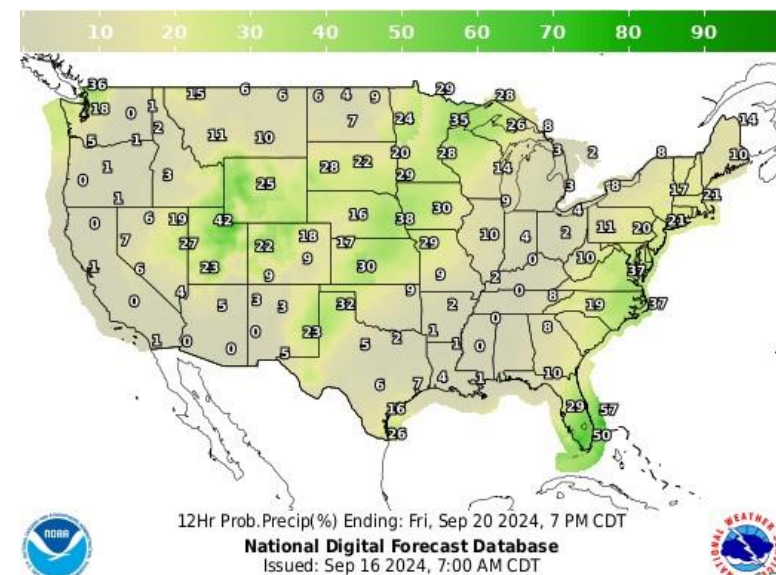 10 20 30 40 50 60 70 80 90
36 15 6 6 6 4 9 29 28
18 0 1 24 35 26 8 14
5 1 2 11 10 7 3 2
0 1 3 25 28 22 20 28 14 8 10
1 29 3 8 17 21
0 6 19 42 16 38 30 9 4
7 27 22 18 17 29 10 4 2 11 20 21
1 6 23 9 30 9 0 10 37
9 2
0 4 5 3 3 32 9 2 0 8 19 37
1 0 0 0 23 2 1 0 8
5 5 1 0
6 7 4 1 10
16 29 57
26 50
12Hr Prob.Precip(%) Ending: Fri, Sep 20 2024, 7 PM CDT
National Digital Forecast Database
Issued: Sep 16 2024, 7:00 AM CDT
NOAA
NATIONAL WEATHER